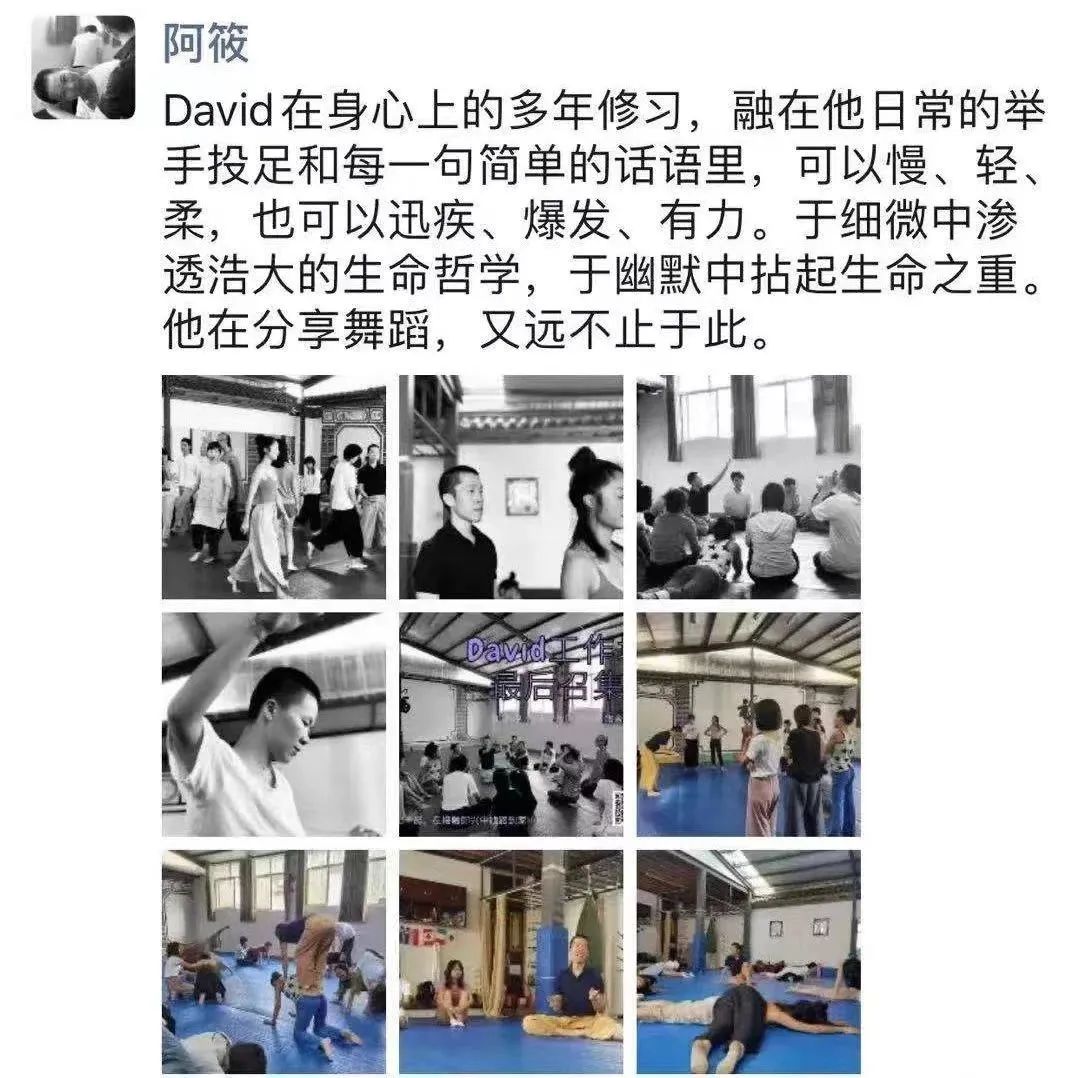 阿筱
David在身心上的多年修习，融在他日常的举
手投足和每一句简单的话语里，可以慢、轻、
柔，也可以迅疾、爆发、有力。于细微中渗
透浩大的生命哲学，于幽默中拈起生命之重。
他在分享舞蹈，又远不止于此。
David工作
最后召集